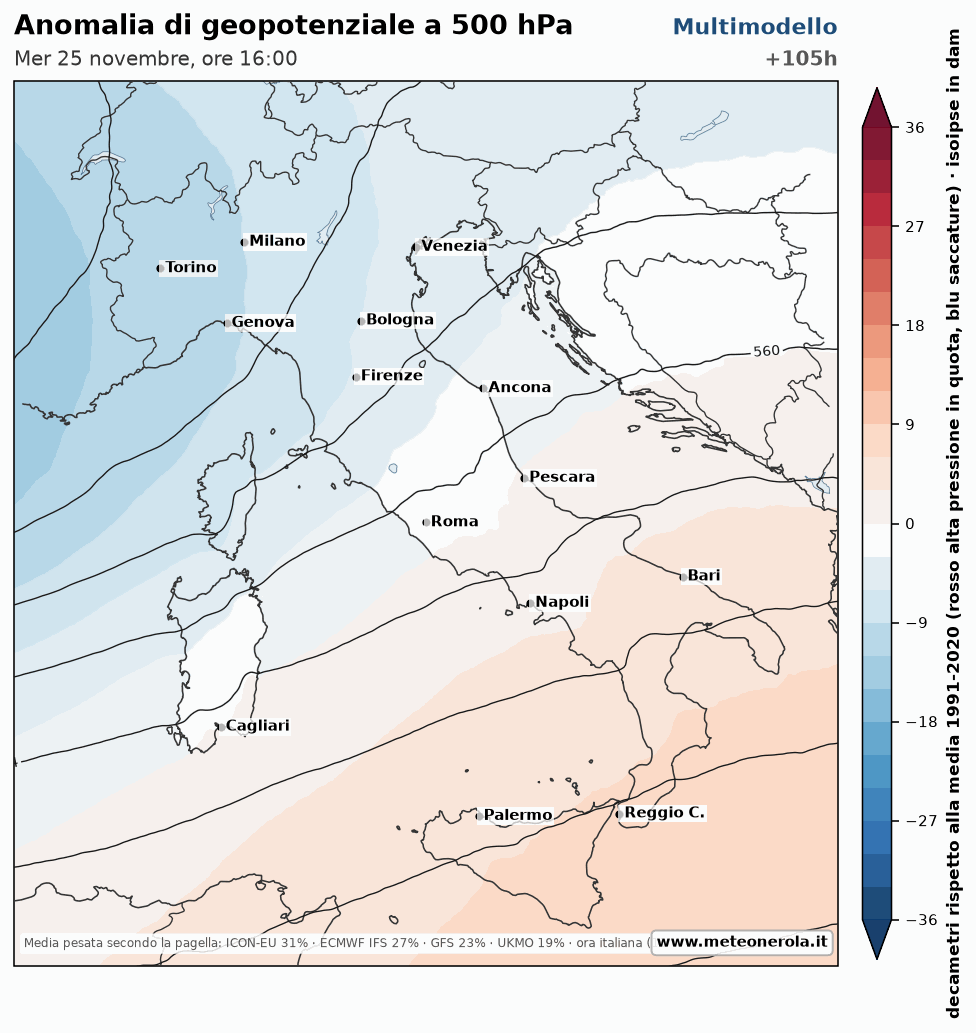 Anomalia di geopotenziale a 500 hPa
Multimodello
Mer 25 novembre, ore 16:00
+105h
Milano
Venezia
Torino
Genova
Bologna
560
Firenze
Ancona
Pescara
Roma
Bari
Napoli
Cagliari
Palermo
Reggio C.
Media pesata secondo la pagella: ICON-EU 31% · ECMWF IFS 27% · GFS 23% · UKMO 19% · ora italiana (
www.meteonerola.it
36
27
18
9
0
−9
−18
−27
−36
decametri rispetto alla media 1991-2020 (rosso alta pressione in quota, blu saccature) · isoipse in dam